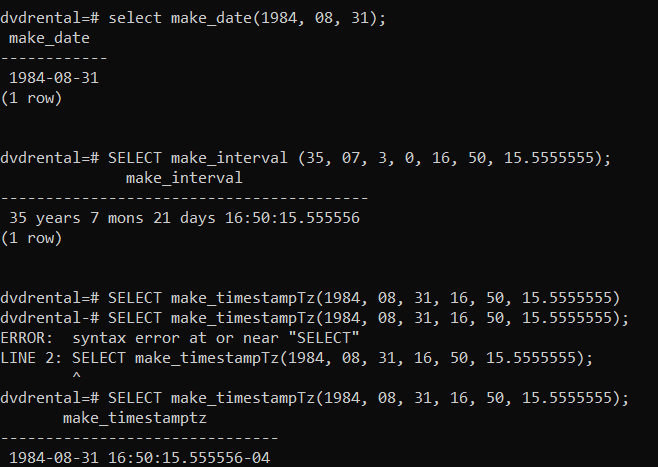 dvdrental=# select make_date(1984, 08, 31);
 make_date
------------
 1984-08-31
(1 row)
dvdrental=# SELECT make_interval (35, 07, 3, 0, 16, 50, 15.5555555);
              make_interval
-----------------------------------------
 35 years 7 mons 21 days 16:50:15.555556
(1 row)
dvdrental=# SELECT make_timestampTz(1984, 08, 31, 16, 50, 15.5555555)
dvdrental-# SELECT make_timestampTz(1984, 08, 31, 16, 50, 15.5555555);
ERROR:  syntax error at or near "SELECT"
LINE 2: SELECT make_timestampTz(1984, 08, 31, 16, 50, 15.5555555);
        ^
dvdrental=# SELECT make_timestampTz(1984, 08, 31, 16, 50, 15.5555555);
       make_timestamptz
-------------------------------
 1984-08-31 16:50:15.555556-04